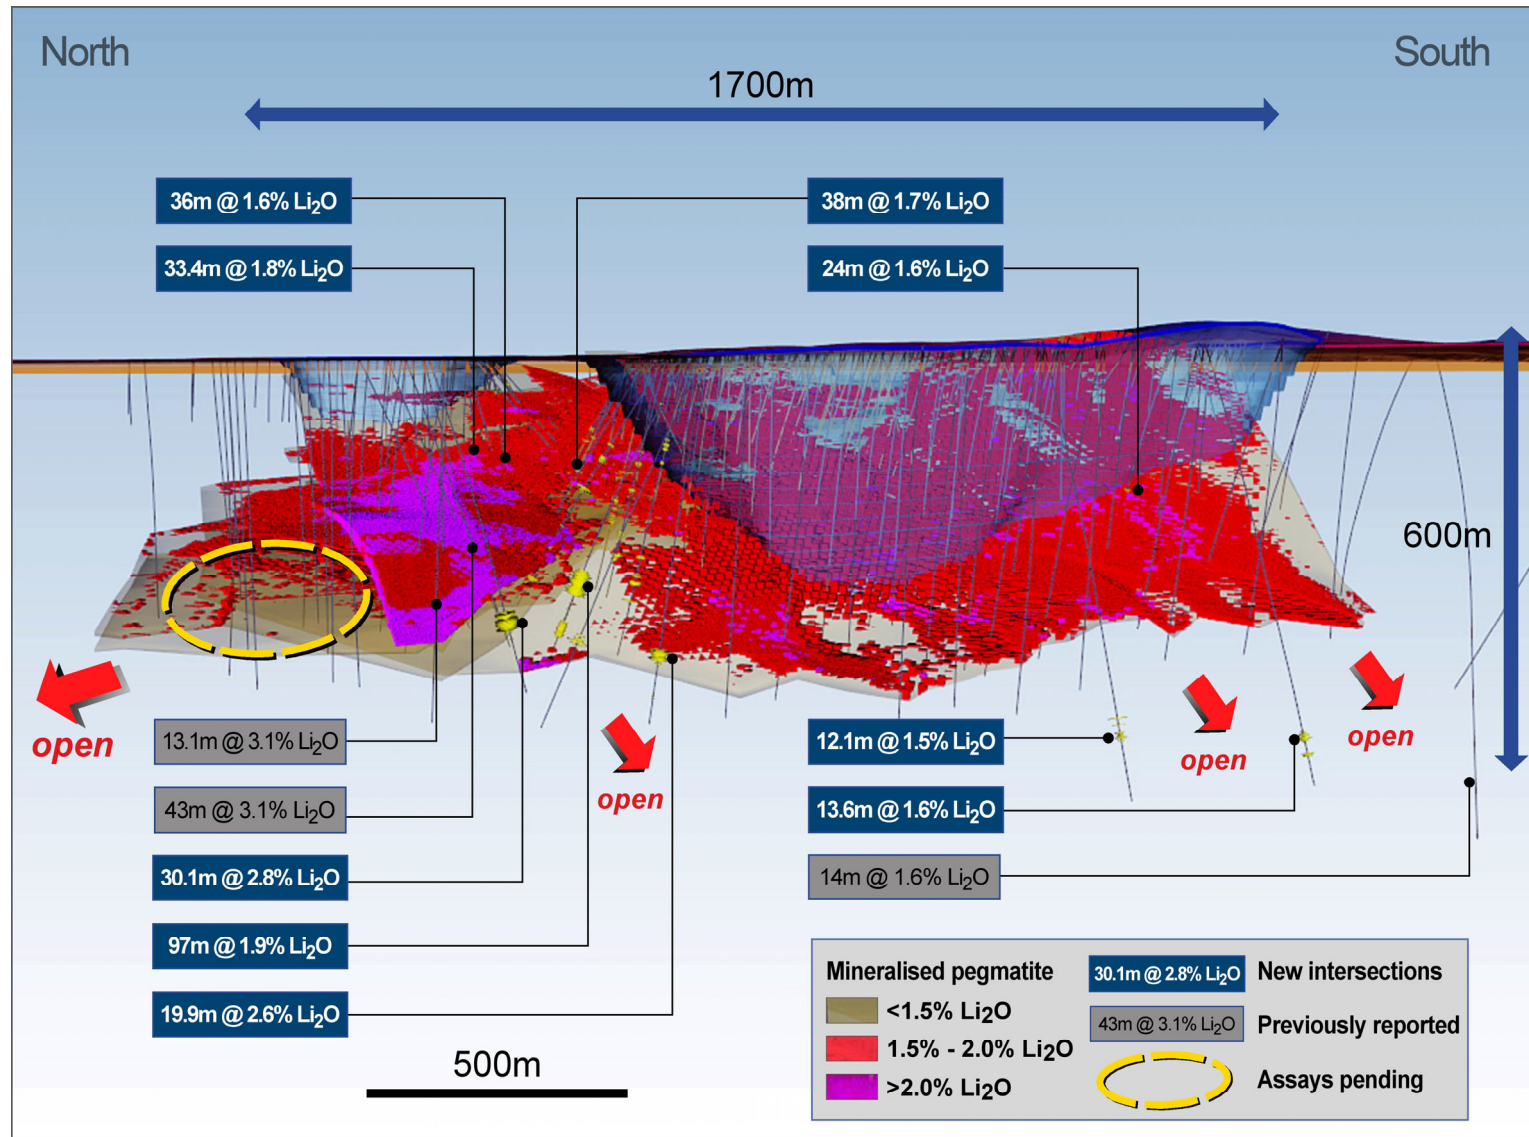 North
South
1700m
36m @ 1.6% Li₂O
38m @ 1.7% Li₂O
33.4m @ 1.8% Li₂O
24m @ 1.6% Li₂O
600m
open
open
open
open
13.1m @ 3.1% Li₂O
43m @ 3.1% Li₂O
30.1m @ 2.8% Li₂O
97m @ 1.9% Li₂O
19.9m @ 2.6% Li₂O
12.1m @ 1.5% Li₂O
13.6m @ 1.6% Li₂O
14m @ 1.6% Li₂O
500m
Mineralised pegmatite
<1.5% Li₂O
1.5% - 2.0% Li₂O
>2.0% Li₂O
30.1m @ 2.8% Li₂O New intersections
43m @ 3.1% Li₂O Previously reported
Assays pending